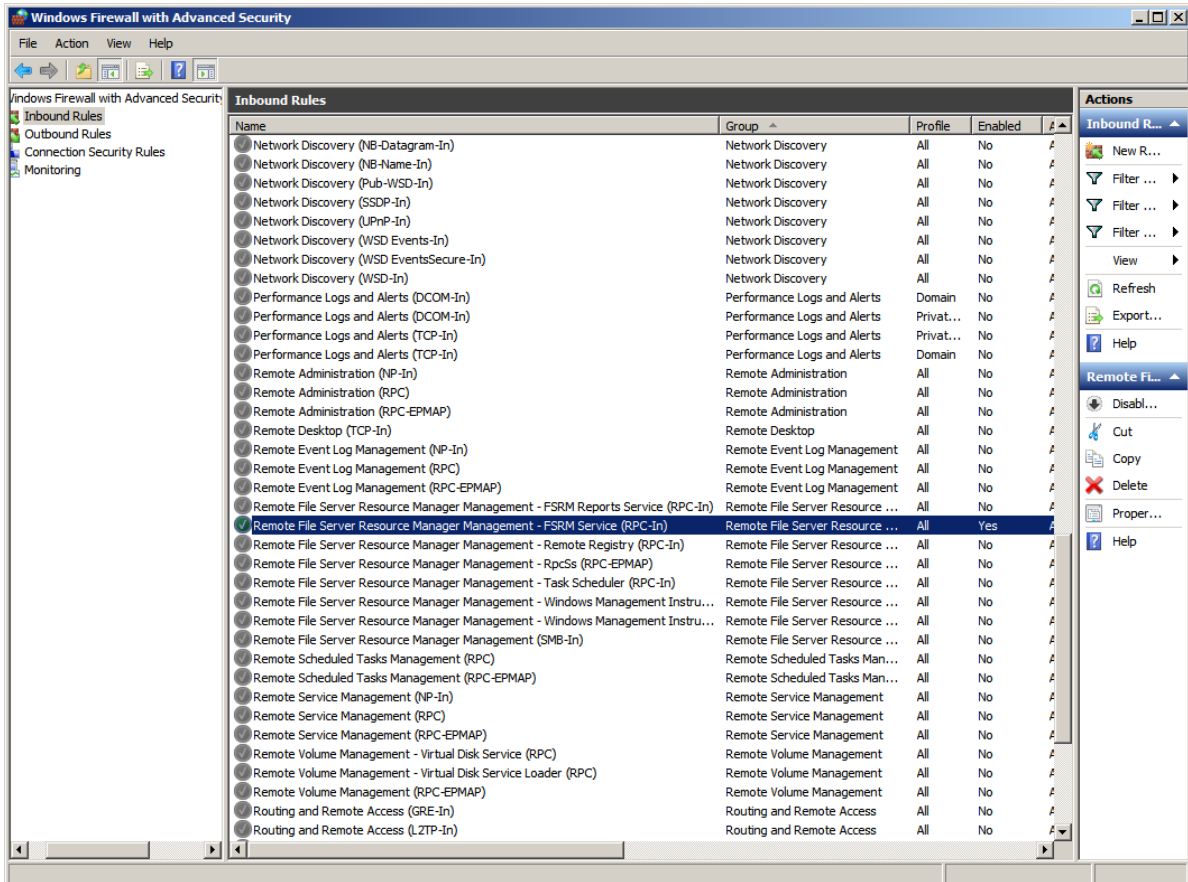 Windows Firewall with Advanced Security
File Action View Help
Windows Firewall with Advanced Security
Inbound Rules
Outbound Rules
Connection Security Rules
Monitoring
Inbound Rules
Name Group Profile Enabled A
Network Discovery (NB-Datagram-In) Network Discovery All No A
Network Discovery (NB-Name-In) Network Discovery All No A
Network Discovery (Pub-WSD-In) Network Discovery All No A
Network Discovery (SSDP-In) Network Discovery All No A
Network Discovery (UPnP-In) Network Discovery All No A
Network Discovery (WSD Events-In) Network Discovery All No A
Network Discovery (WSD EventsSecure-In) Network Discovery All No A
Network Discovery (WSD-In) Network Discovery All No A
Performance Logs and Alerts (DCOM-In) Performance Logs and Alerts Domain No A
Performance Logs and Alerts (DCOM-In) Performance Logs and Alerts Privat... No A
Performance Logs and Alerts (TCP-In) Performance Logs and Alerts Privat... No A
Performance Logs and Alerts (TCP-In) Performance Logs and Alerts Domain No A
Remote Administration (NP-In) Remote Administration All No A
Remote Administration (RPC) Remote Administration All No A
Remote Administration (RPC-EPMAP) Remote Administration All No A
Remote Desktop (TCP-In) Remote Desktop All No A
Remote Event Log Management (NP-In) Remote Event Log Management All No A
Remote Event Log Management (RPC) Remote Event Log Management All No A
Remote Event Log Management (RPC-EPMAP) Remote Event Log Management All No A
Remote File Server Resource Manager Management - FSRM Reports Service (RPC-In) Remote File Server Resource ... All No A
Remote File Server Resource Manager Management - FSRM Service (RPC-In) Remote File Server Resource ... All Yes A
Remote File Server Resource Manager Management - Remote Registry (RPC-In) Remote File Server Resource ... All No A
Remote File Server Resource Manager Management - RpcSs (RPC-EPMAP) Remote File Server Resource ... All No A
Remote File Server Resource Manager Management - Task Scheduler (RPC-In) Remote File Server Resource ... All No A
Remote File Server Resource Manager Management - Windows Management Instru... Remote File Server Resource ... All No A
Remote File Server Resource Manager Management - Windows Management Instru... Remote File Server Resource ... All No A
Remote File Server Resource Manager Management (SMB-In) Remote File Server Resource ... All No A
Remote Scheduled Tasks Management (RPC) Remote Scheduled Tasks Man... All No A
Remote Scheduled Tasks Management (RPC-EPMAP) Remote Scheduled Tasks Man... All No A
Remote Service Management (NP-In) Remote Service Management All No A
Remote Service Management (RPC) Remote Service Management All No A
Remote Service Management (RPC-EPMAP) Remote Service Management All No A
Remote Volume Management - Virtual Disk Service (RPC) Remote Volume Management All No A
Remote Volume Management - Virtual Disk Service Loader (RPC) Remote Volume Management All No A
Remote Volume Management (RPC-EPMAP) Remote Volume Management All No A
Routing and Remote Access (GRE-In) Routing and Remote Access All No A
Routing and Remote Access (L2TP-In) Routing and Remote Access All No A
Actions
Inbound R...
New R...
Filter ...
Filter ...
Filter ...
View
Refresh
Export...
Help
Remote Fi...
Disabl...
Cut
Copy
Delete
Proper...
Help